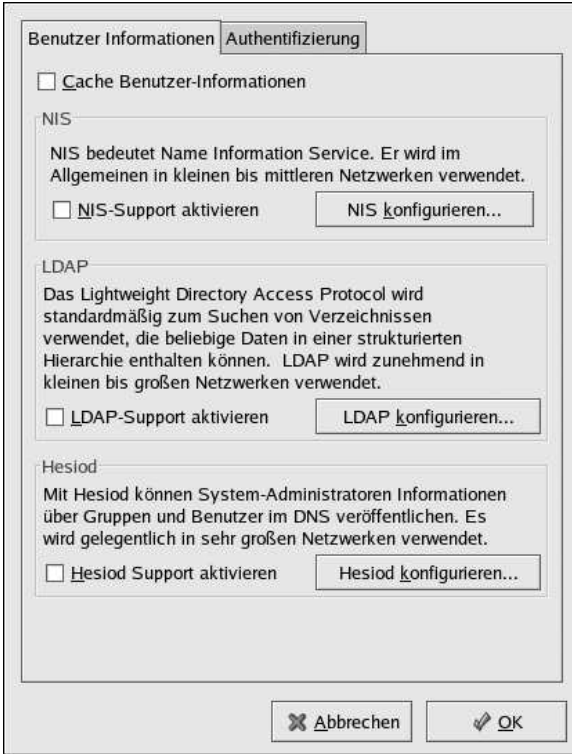 Benutzer Informationen Authentifizierung
Cache Benutzer-Informationen
NIS
NIS bedeutet Name Information Service. Er wird im
Allgemeinen in kleinen bis mittleren Netzwerken verwendet.
NIS-Support aktivieren NIS konfigurieren...
LDAP
Das Lightweight Directory Access Protocol wird
standardmäßig zum Suchen von Verzeichnissen
verwendet, die beliebige Daten in einer strukturierten
Hierarchie enthalten können. LDAP wird zunehmend in
kleinen bis großen Netzwerken verwendet.
LDAP-Support aktivieren LDAP konfigurieren...
Hesiod
Mit Hesiod können System-Administratoren Informationen
über Gruppen und Benutzer im DNS veröffentlichen. Es
wird gelegentlich in sehr großen Netzwerken verwendet.
Hesiod Support aktivieren Hesiod konfigurieren...
Abbrechen OK